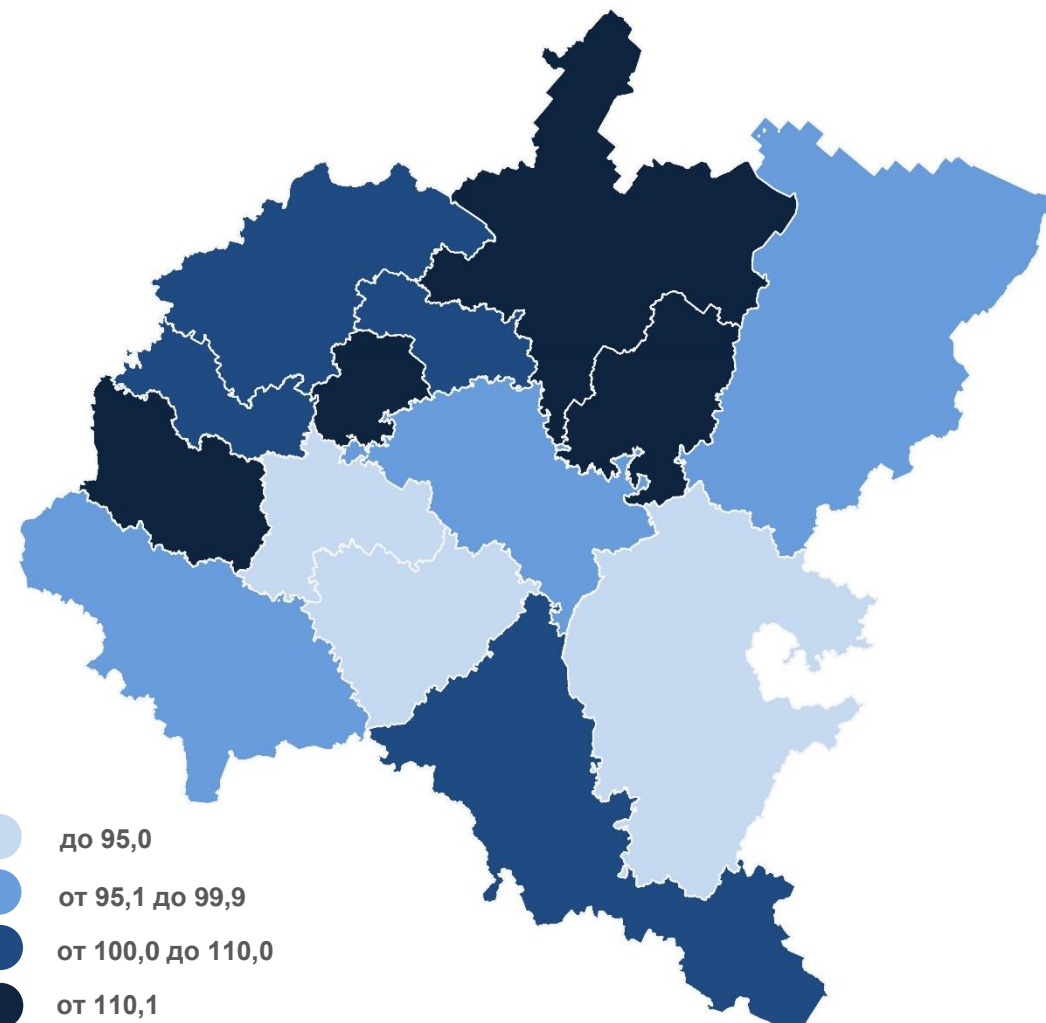 до 95,0
от 95,1 до 99,9
от 100,0 до 110,0
от 110,1